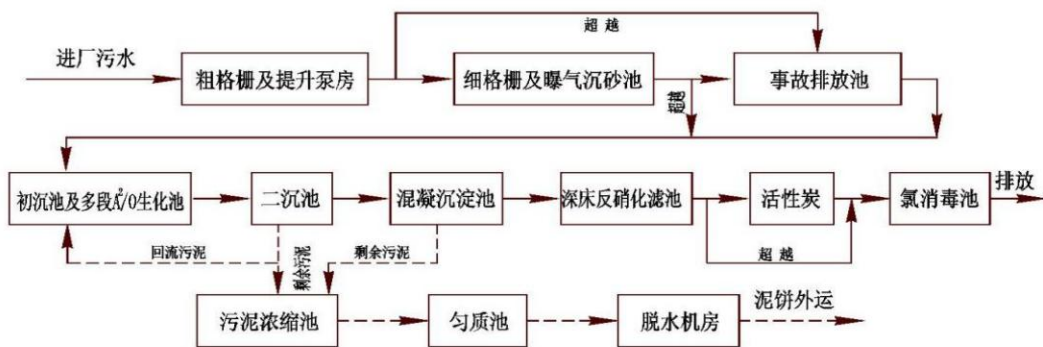 超 越
进厂污水
粗格栅及提升泵房
细格栅及曝气沉砂池
事故排放池
超越
初沉池及多段A²/O生化池
二沉池
混凝沉淀池
深床反硝化滤池
活性炭
氯消毒池
排放
回流污泥
剩余污泥
剩余污泥
超 越
污泥浓缩池
匀质池
脱水机房
泥饼外运